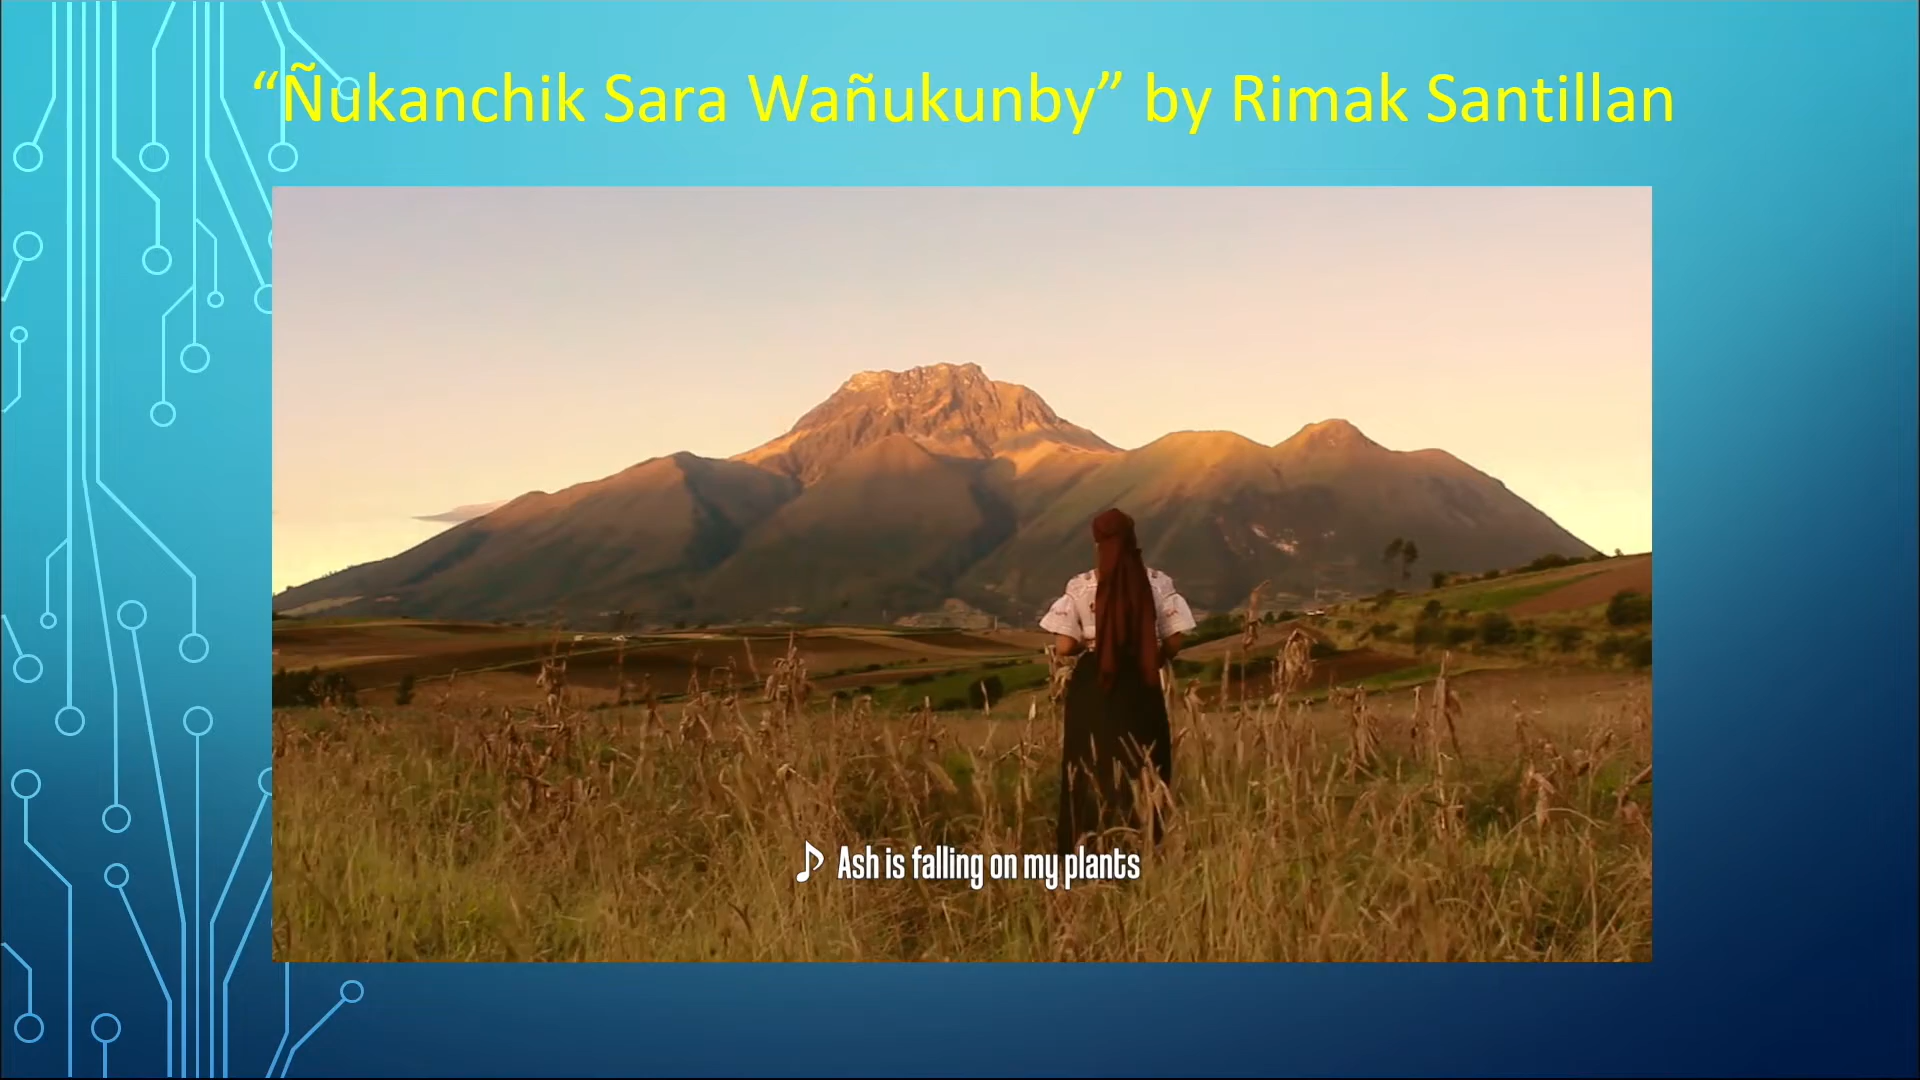 “Ñukanchik Sara Wañukunby” by Rimak Santillan
♪ Ash is falling on my plants